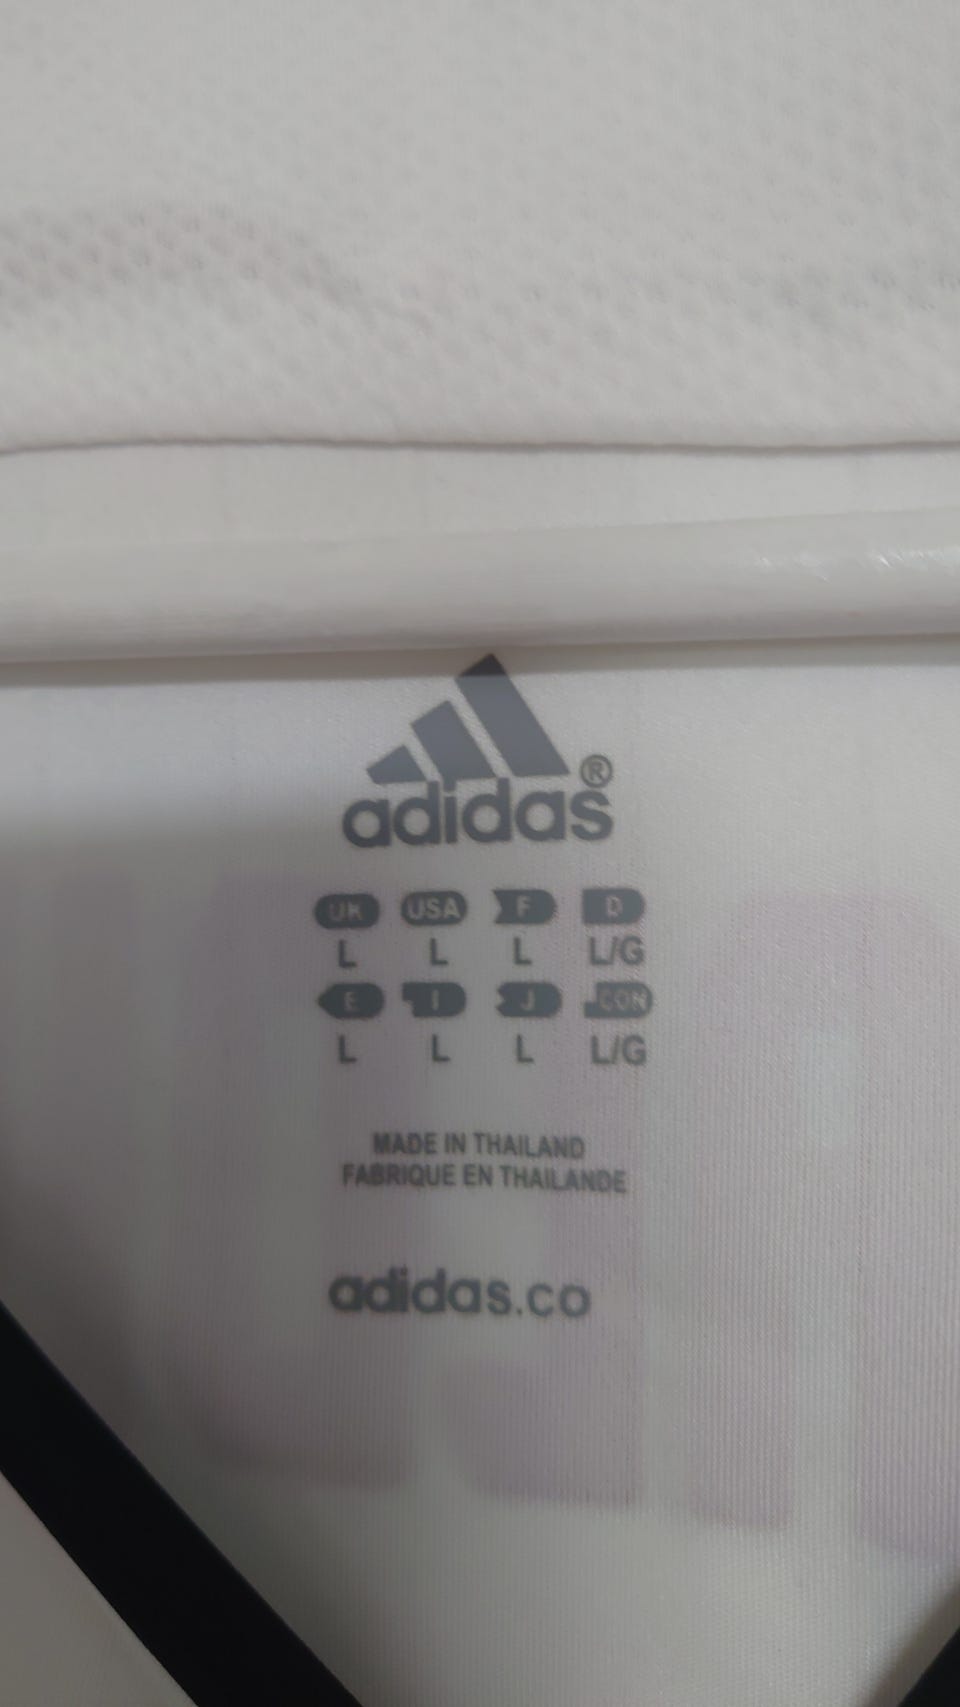 adidas®
UK USA F D
L L L L/G
E I J CON
L L L L/G
MADE IN THAILAND
FABRIQUE EN THAILANDE
adidas.co